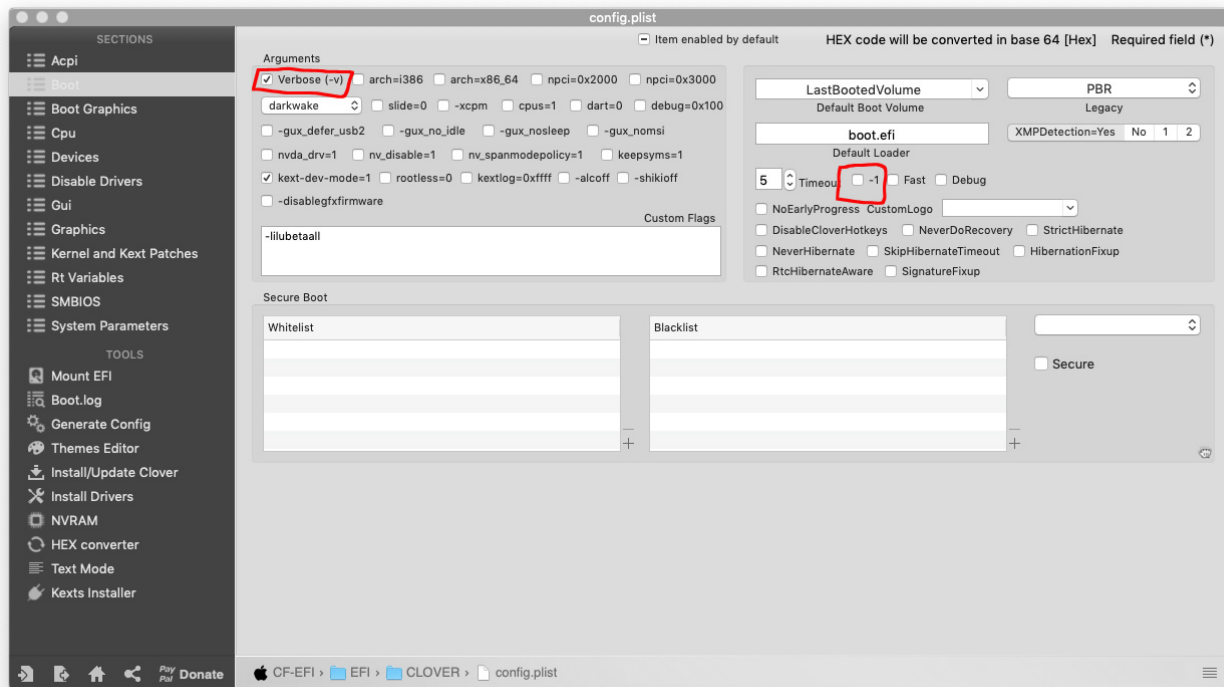 config.plist
SECTIONS
Acpi
Boot
Boot Graphics
Cpu
Devices
Disable Drivers
Gui
Graphics
Kernel and Kext Patches
Rt Variables
SMBIOS
System Parameters
TOOLS
Mount EFI
Boot.log
Generate Config
Themes Editor
Install/Update Clover
Install Drivers
NVRAM
HEX converter
Text Mode
Kexts Installer
Pay Pal Donate
Item enabled by default HEX code will be converted in base 64 [Hex] Required field (*)
Arguments
Verbose (-v) arch=i386 arch=x86_64 npci=0x2000 npci=0x3000
darkwake slide=0 -xcpm cpus=1 dart=0 debug=0x100
-gux_defer_usb2 -gux_no_idle -gux_nosleep -gux_nomsi
nvda_drv=1 nv_disable=1 nv_spanmodepolicy=1 keepsyms=1
kext-dev-mode=1 rootless=0 kextlog=0xffff -alcoff -shikioff
-disablegfxfirmware
Custom Flags
-lilubetaall
LastBootedVolume PBR
Default Boot Volume Legacy
boot.efi XMPDetection=Yes No 1 2
Default Loader
5 Timeout -1 Fast Debug
NoEarlyProgress CustomLogo
DisableCloverHotkeys NeverDoRecovery StrictHibernate
NeverHibernate SkipHibernateTimeout HibernationFixup
RtcHibernateAware SignatureFixup
Secure Boot
Whitelist Blacklist
Secure
CF-EFI › EFI › CLOVER › config.plist